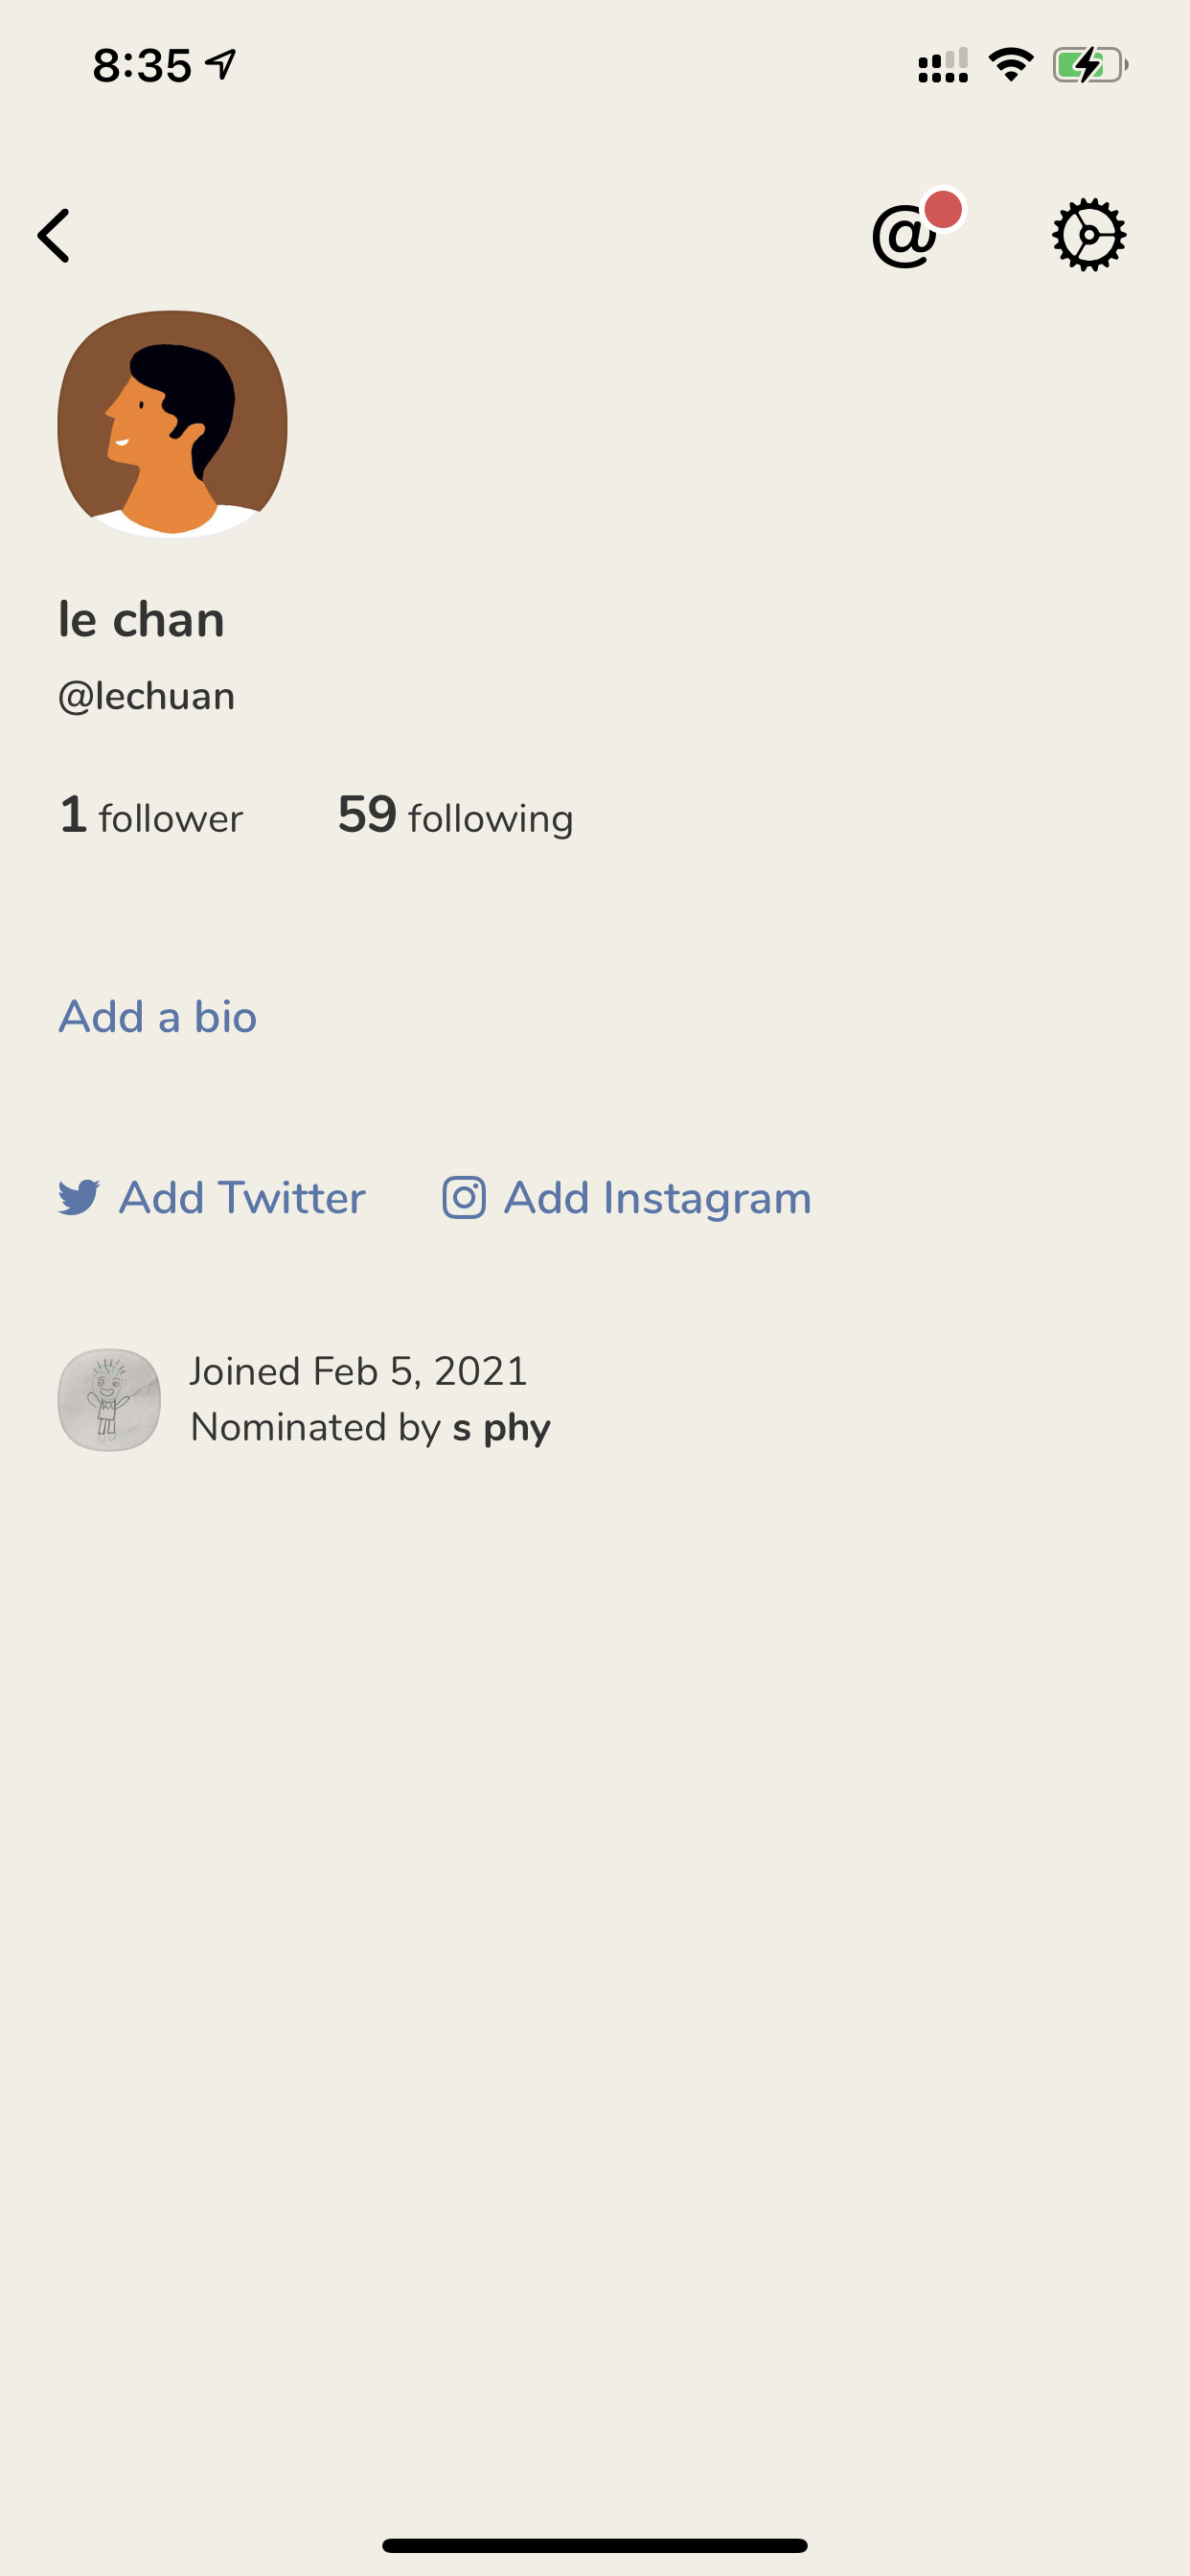 8:35
@
le chan
@lechuan
1 follower 59 following
Add a bio
Add Twitter Add Instagram
Joined Feb 5, 2021
Nominated by s phy